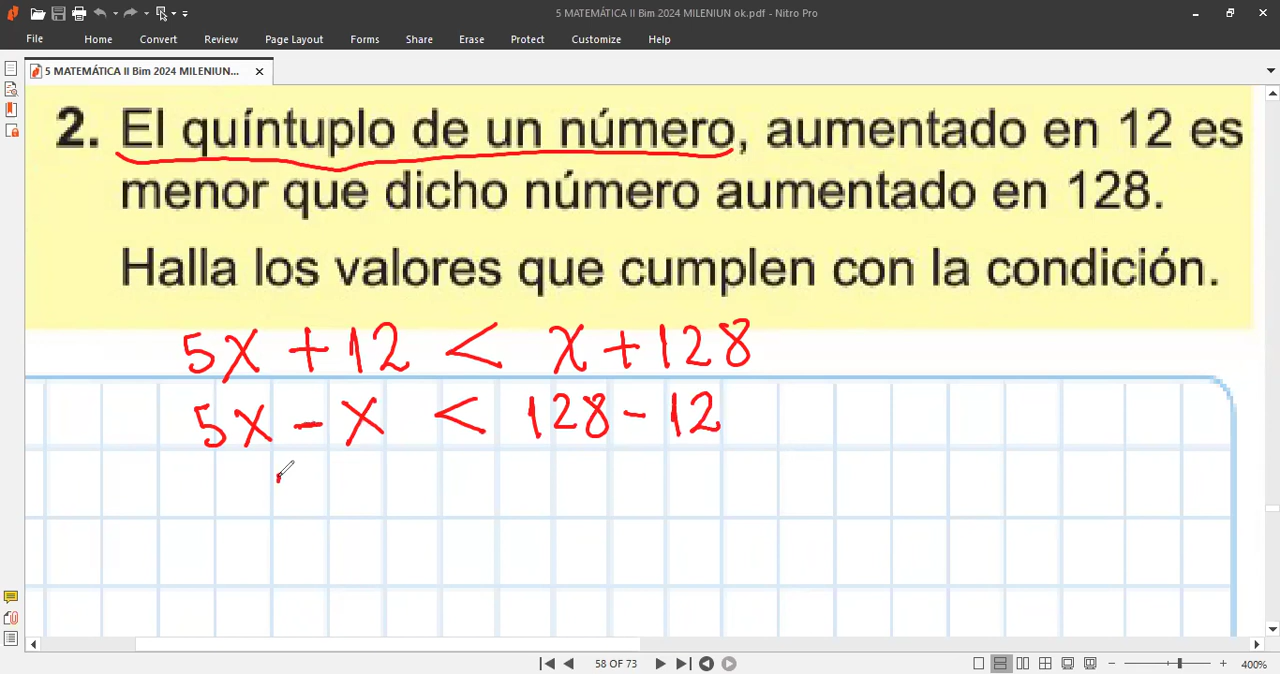 5 MATEMÁTICA II Bim 2024 MILENIUN ok.pdf - Nitro Pro
File Home Convert Review Page Layout Forms Share Erase Protect Customize Help
5 MATEMÁTICA II Bim 2024 MILENIUN...
2. El quíntuplo de un número, aumentado en 12 es
menor que dicho número aumentado en 128.
Halla los valores que cumplen con la condición.
5x + 12 < x + 128
5x - x < 128 - 12
58 OF 73
400%